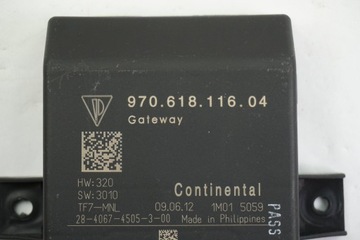 970.618.116.04
Gateway
HW:320
SW:3010
Continental
TF7-MNL 09.06.12 1M01 5059
28-4067-4505-3-00 Made in Philippines
PASS